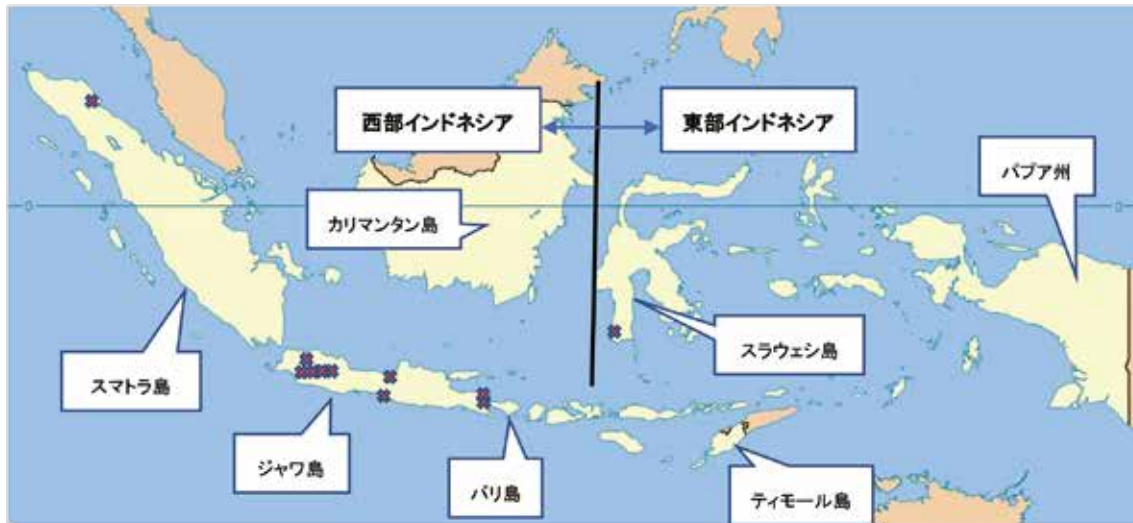 西部インドネシア
東部インドネシア
パプア州
0
カリマンタン島
スラウェシ島
スマトラ島
ジャワ島
バリ島
ティモール島